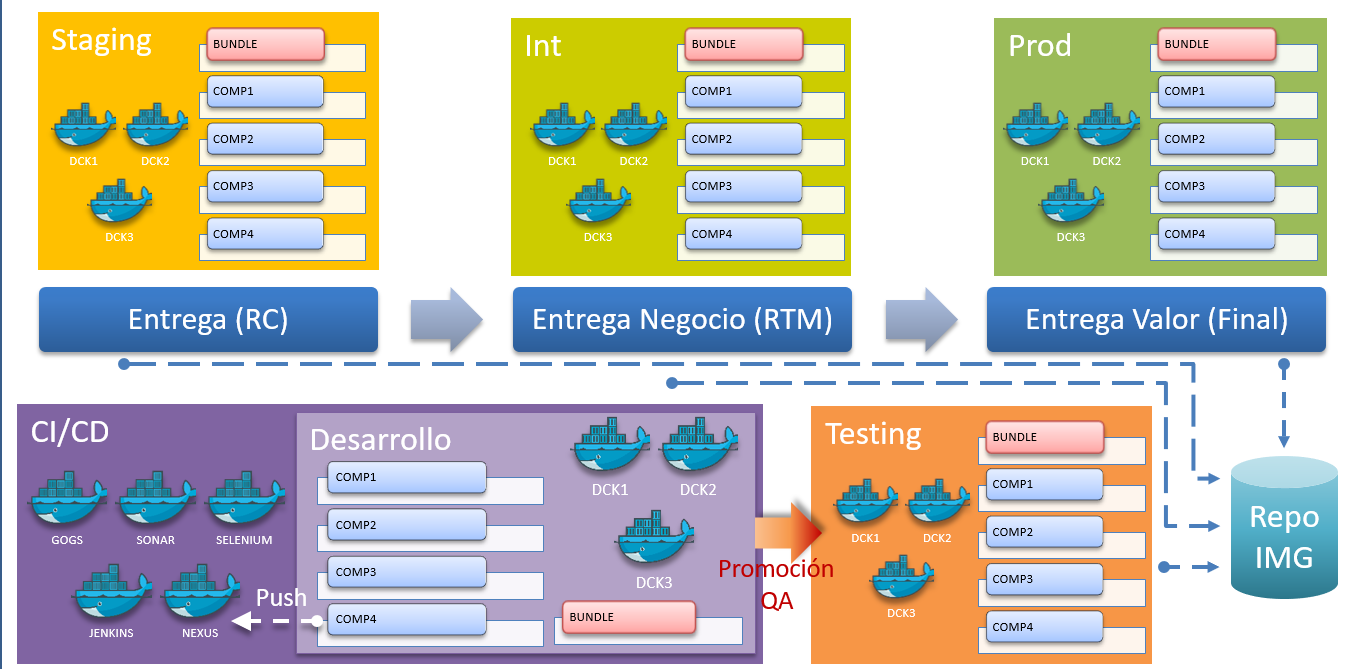 Staging
BUNDLE
COMP1
COMP2
COMP3
COMP4
DCK1
DCK2
DCK3
Int
BUNDLE
COMP1
COMP2
COMP3
COMP4
DCK1
DCK2
DCK3
Prod
BUNDLE
COMP1
COMP2
COMP3
COMP4
DCK1
DCK2
DCK3
Entrega (RC)
Entrega Negocio (RTM)
Entrega Valor (Final)
CI/CD
GOGS
SONAR
SELENIUM
JENKINS
NEXUS
Push
Desarrollo
COMP1
COMP2
COMP3
COMP4
DCK1
DCK2
DCK3
BUNDLE
Promoción
QA
Testing
BUNDLE
COMP1
COMP2
COMP3
COMP4
DCK1
DCK2
DCK3
Repo
IMG